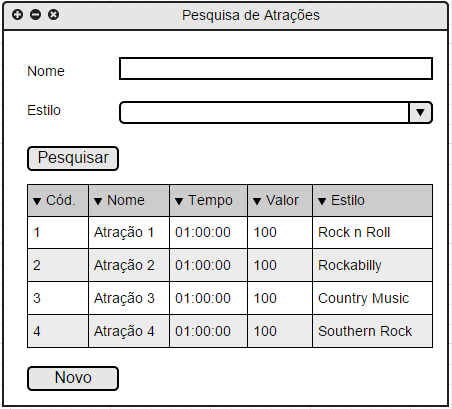 Pesquisa de Atrações
Nome
Estilo
Pesquisar
Cód. Nome Tempo Valor Estilo
1 Atração 1 01:00:00 100 Rock n Roll
2 Atração 2 01:00:00 100 Rockabilly
3 Atração 3 01:00:00 100 Country Music
4 Atração 4 01:00:00 100 Southern Rock
Novo